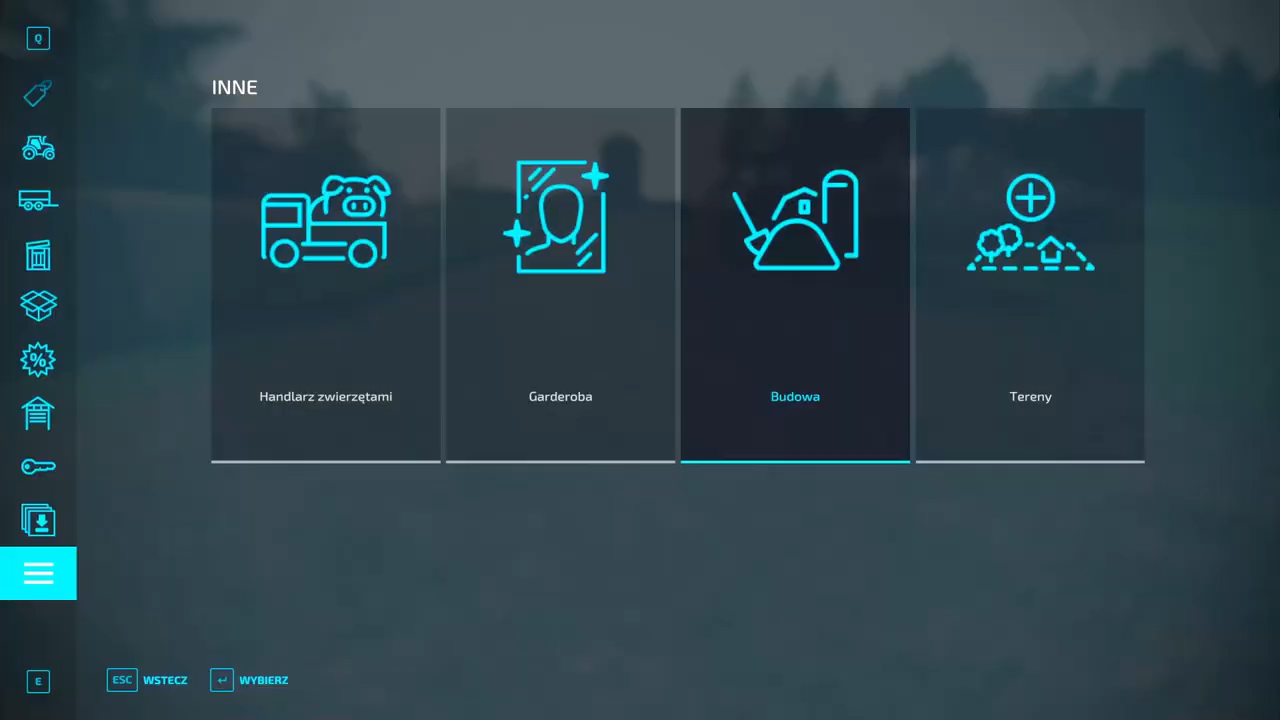 Q
INNE
%
Handlarz zwierzętami
Garderoba
Budowa
Tereny
E
ESC WSTECZ
WYBIERZ